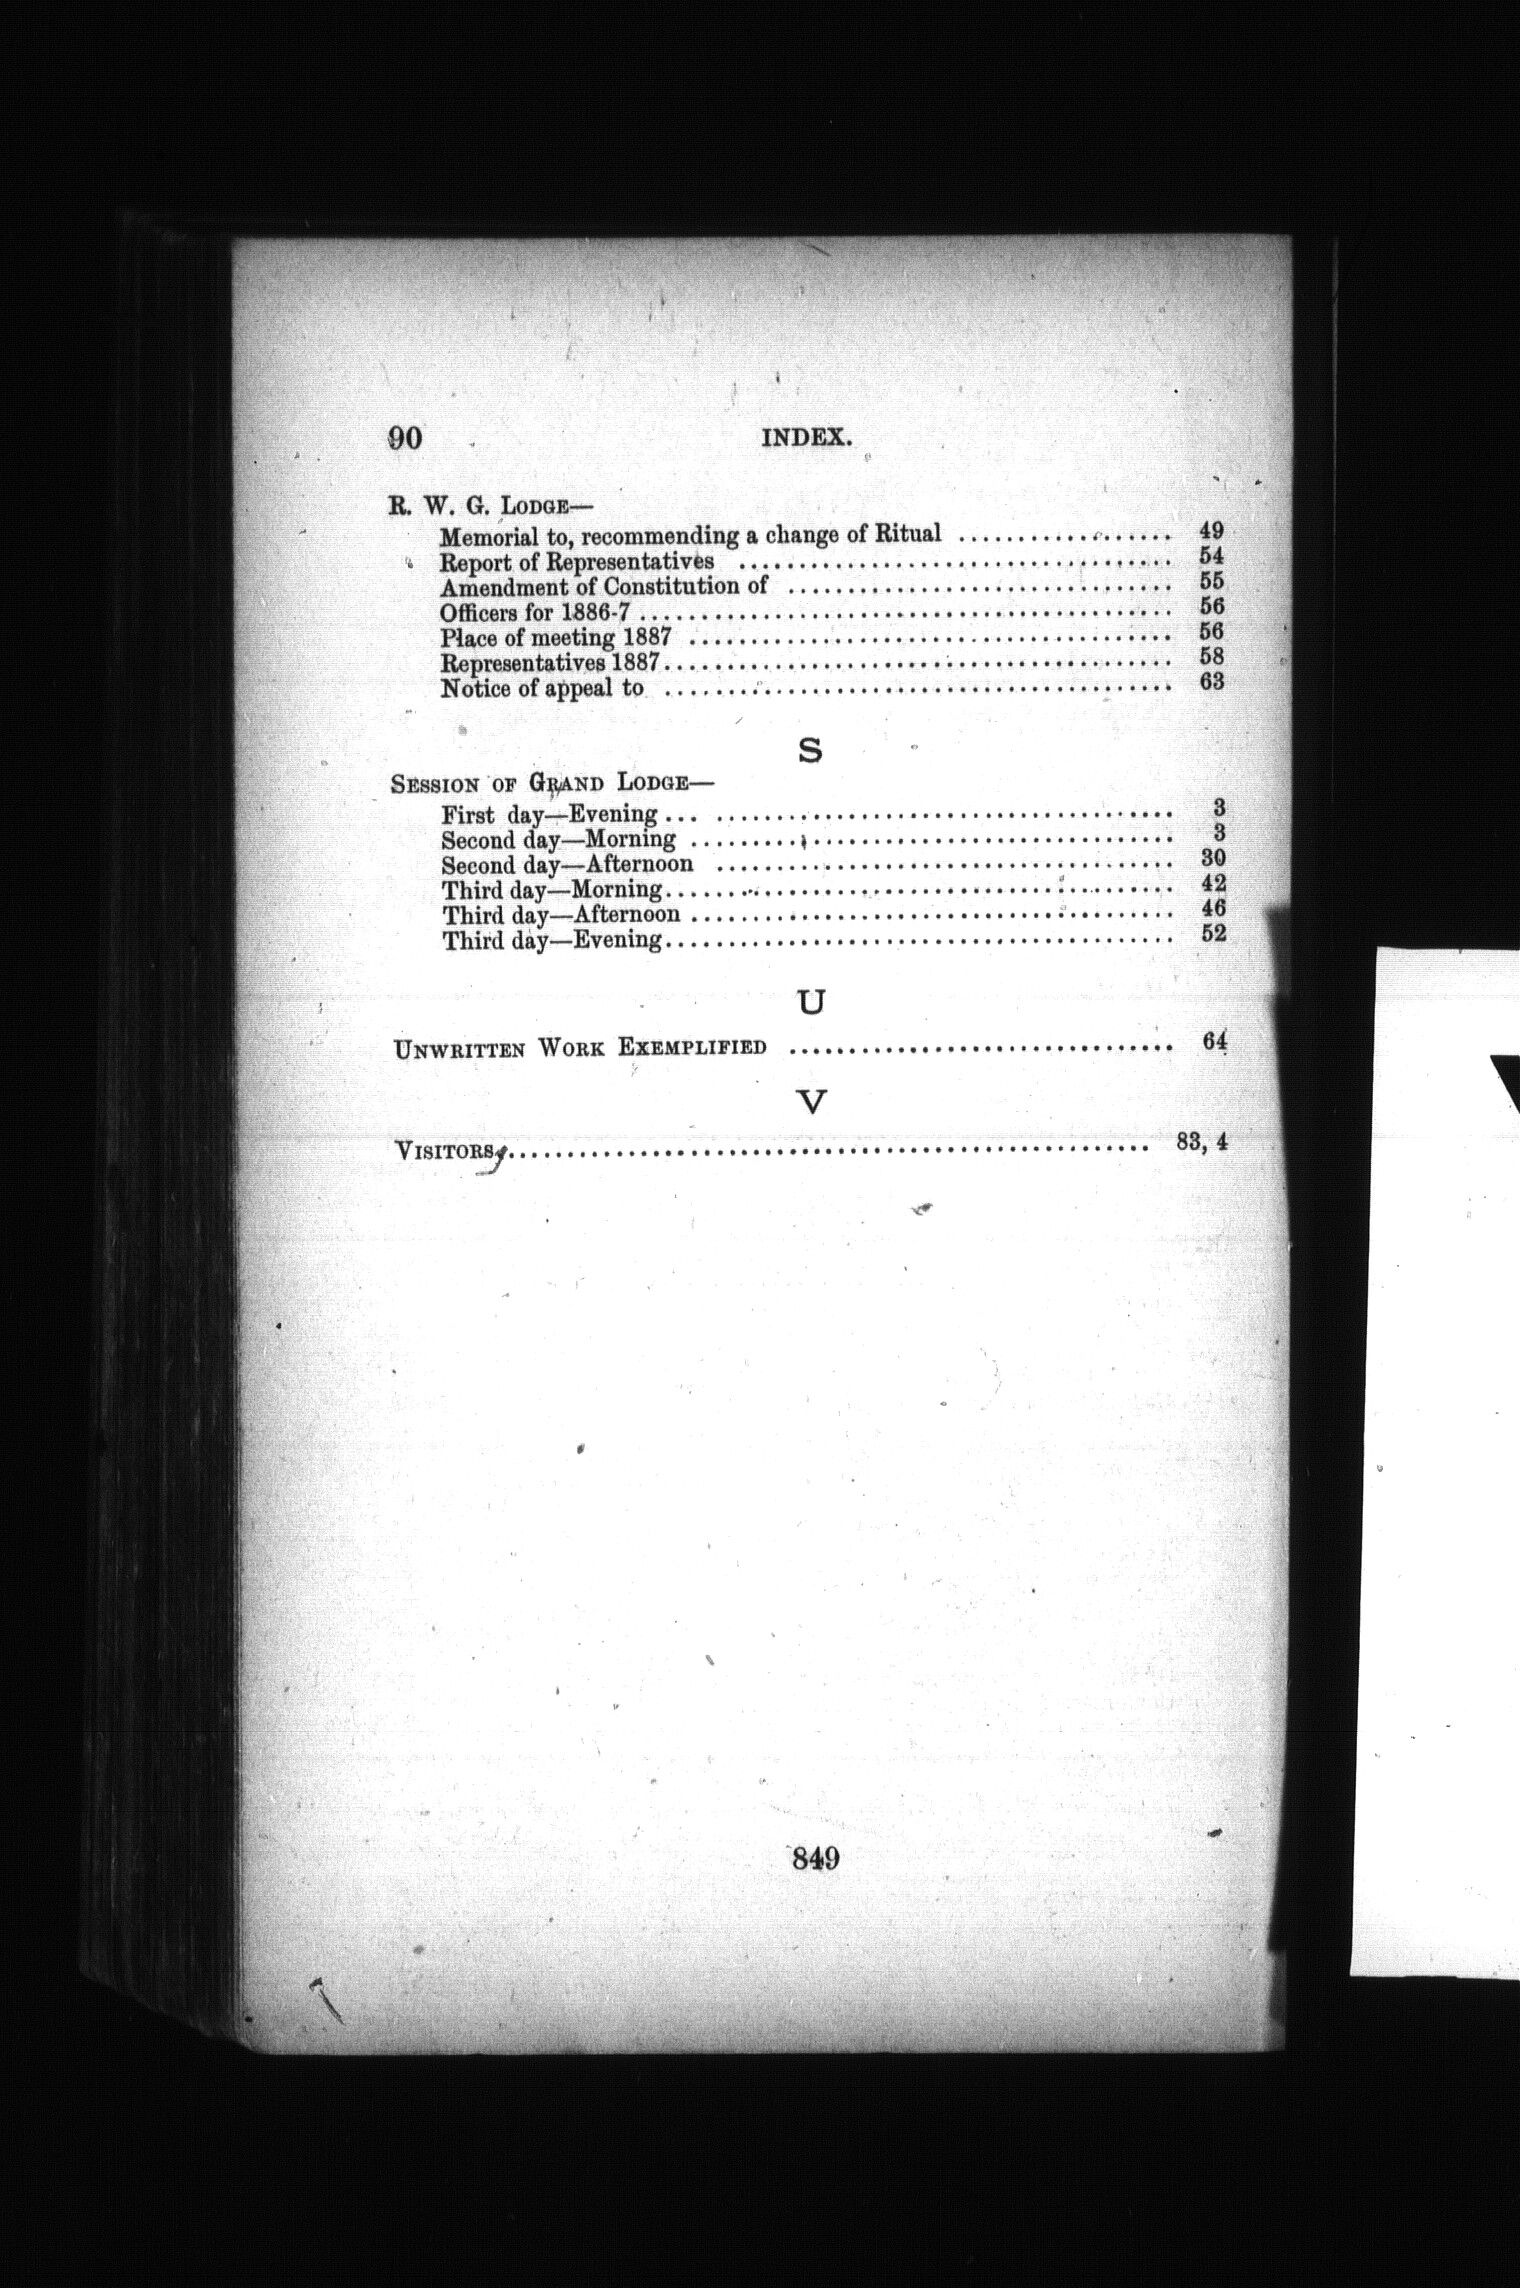 90 INDEX.
R. W. G. LODGE—
Memorial to, recommending a change of Ritual .................. 49
Report of Representatives .................................... 54
Amendment of Constitution of ................................ 55
Officers for 1886-7 ............................................ 56
Place of meeting 1887 ........................................ 56
Representatives 1887.......................................... 58
Notice of appeal to .......................................... 63
S
SESSION OF GRAND LODGE—
First day—Evening ... ...................................... 3
Second day—Morning ........................................ 3
Second day—Afternoon ...................................... 30
Third day—Morning.......................................... 42
Third day—Afternoon ........................................ 46
Third day—Evening.......................................... 52
U
UNWRITTEN WORK EXEMPLIFIED ................................ 64
V
VISITORS...................................................... 83, 4
849